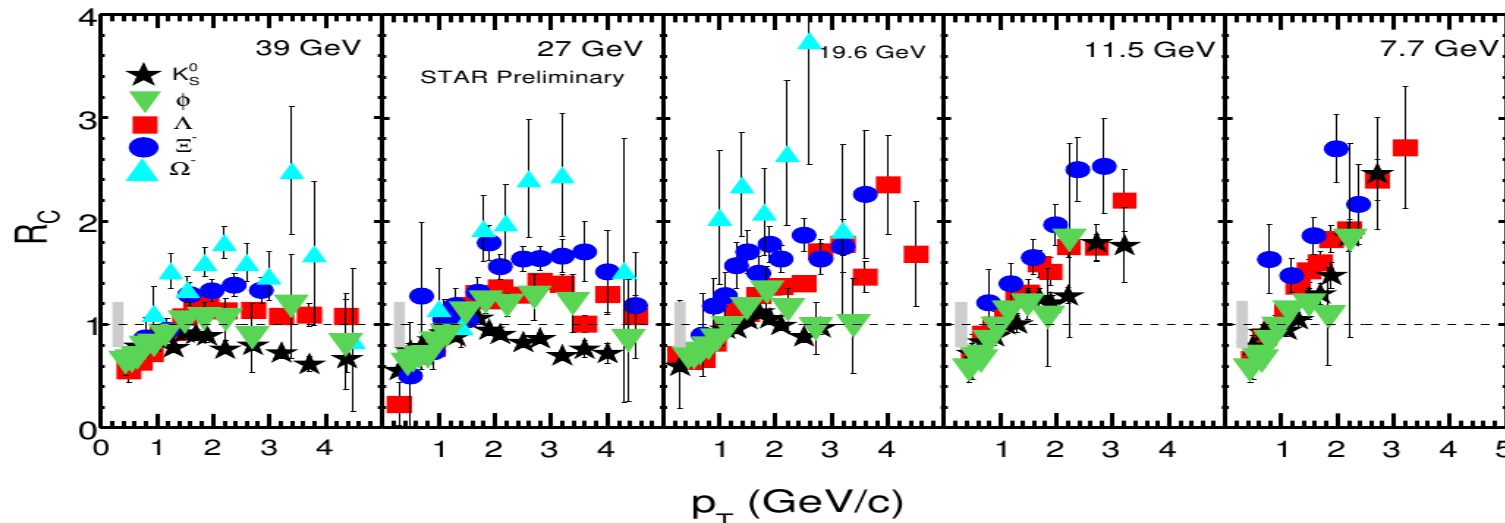 4
3
2
1
0
R_C
39 GeV
K⁰_S
ϕ
Λ
Ξ⁻
Ω⁻
27 GeV
STAR Preliminary
19.6 GeV
11.5 GeV
7.7 GeV
0 1 2 3 4 1 2 3 4 1 2 3 4 1 2 3 4 1 2 3 4 5
p_T (GeV/c)